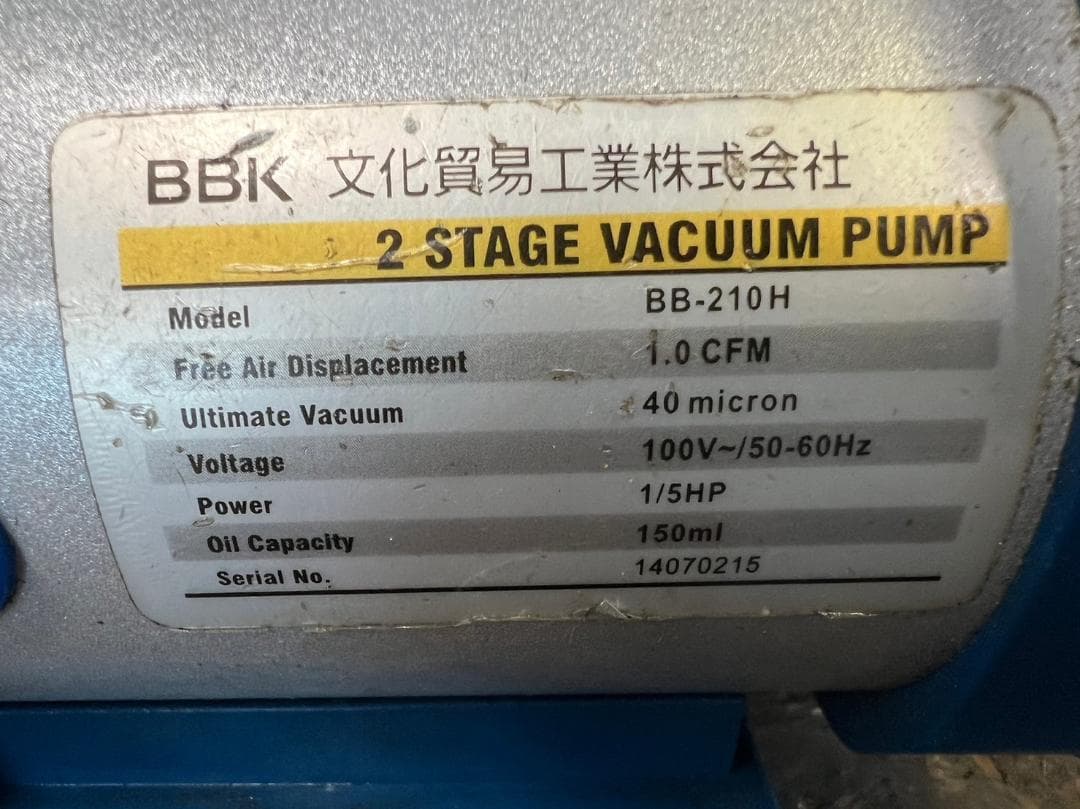 BBK 文化貿易工業株式会社
2 STAGE VACUUM PUMP
Model BB-210H
Free Air Displacement 1.0 CFM
Ultimate Vacuum 40 micron
Voltage 100V~/50-60Hz
Power 1/5HP
Oil Capacity 150ml
Serial No. 14070215